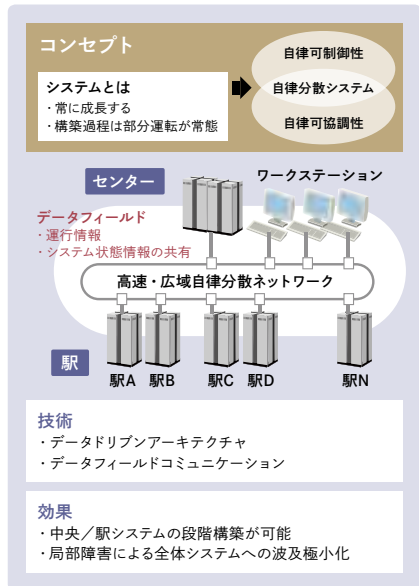 コンセプト
システムとは
・常に成長する
・構築過程は部分運転が常態
自律可制御性
自律分散システム
自律可協調性
センター
ワークステーション
データフィールド
・運行情報
・システム状態情報の共有
高速・広域自律分散ネットワーク
駅
駅A 駅B 駅C 駅D 駅N
技術
・データドリブンアーキテクチャ
・データフィールドコミュニケーション
効果
・中央／駅システムの段階構築が可能
・局部障害による全体システムへの波及極小化